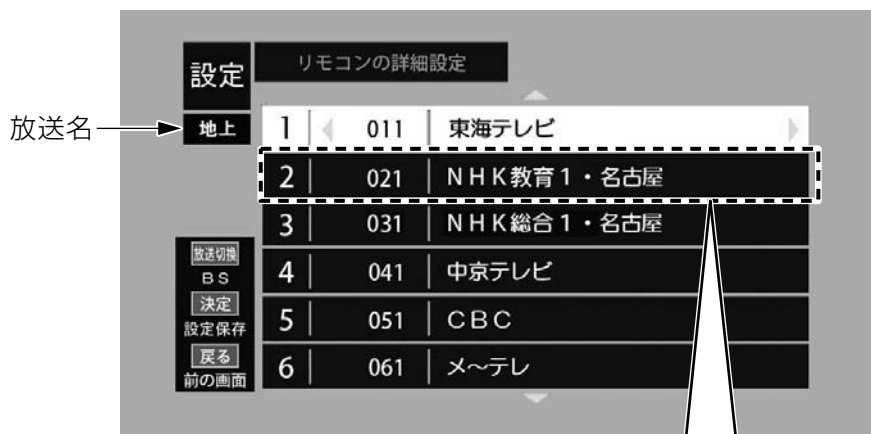 設定
リモコンの詳細設定
放送名
地上
1 011 東海テレビ
2 021 NHK教育1・名古屋
3 031 NHK総合1・名古屋
4 041 中京テレビ
5 051 CBC
6 061 メ〜テレ
放送切換
BS
決定
設定保存
戻る
前の画面